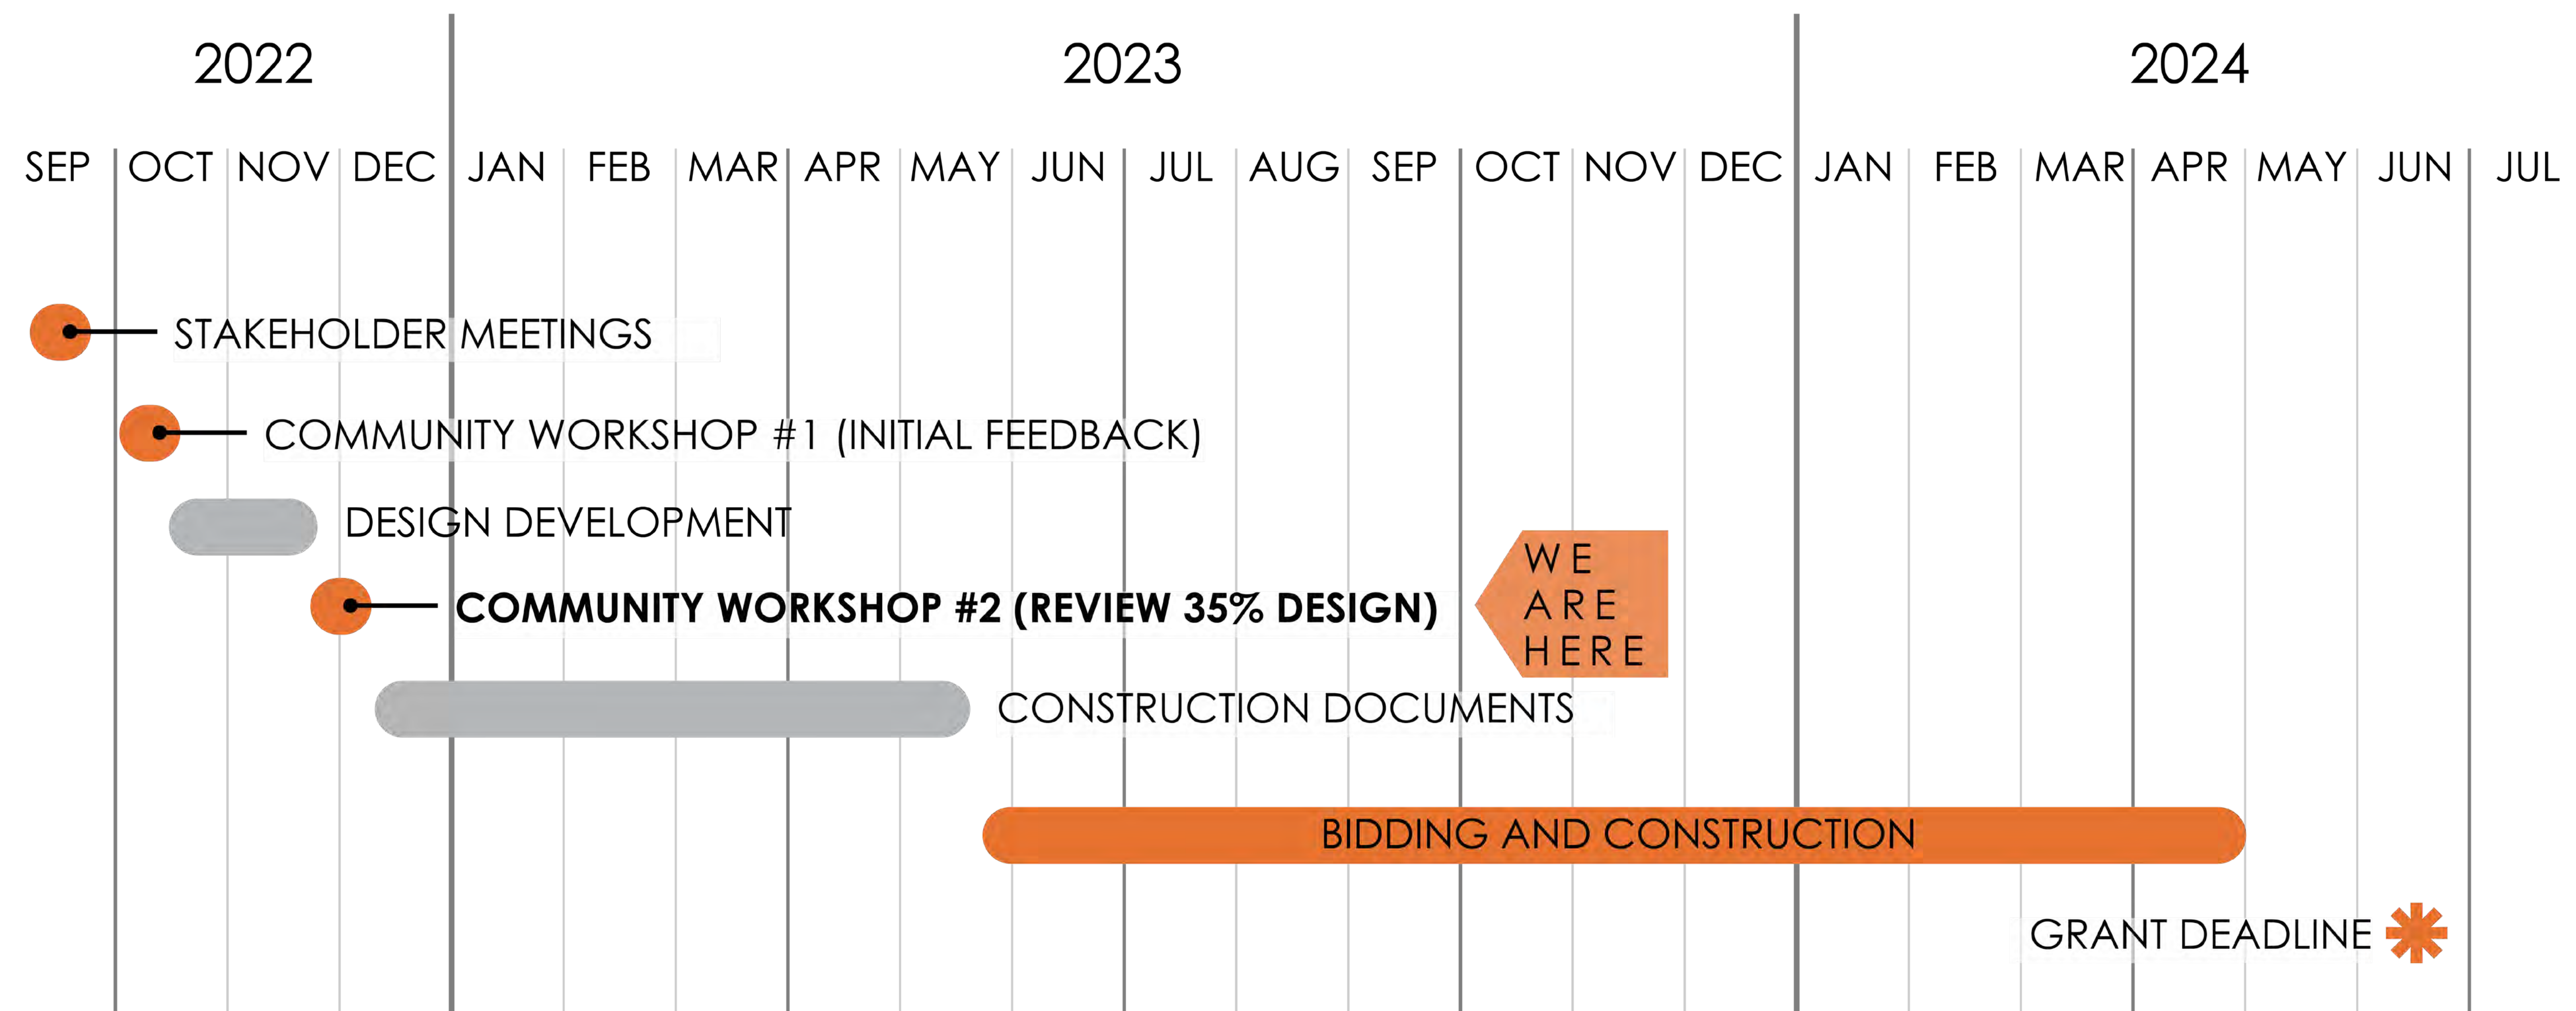 2022 2023 2024
SEP OCT NOV DEC JAN FEB MAR APR MAY JUN JUL AUG SEP OCT NOV DEC JAN FEB MAR APR MAY JUN JUL
STAKEHOLDER MEETINGS
COMMUNITY WORKSHOP #1 (INITIAL FEEDBACK)
DESIGN DEVELOPMENT
COMMUNITY WORKSHOP #2 (REVIEW 35% DESIGN)
WE
ARE
HERE
CONSTRUCTION DOCUMENTS
BIDDING AND CONSTRUCTION
GRANT DEADLINE